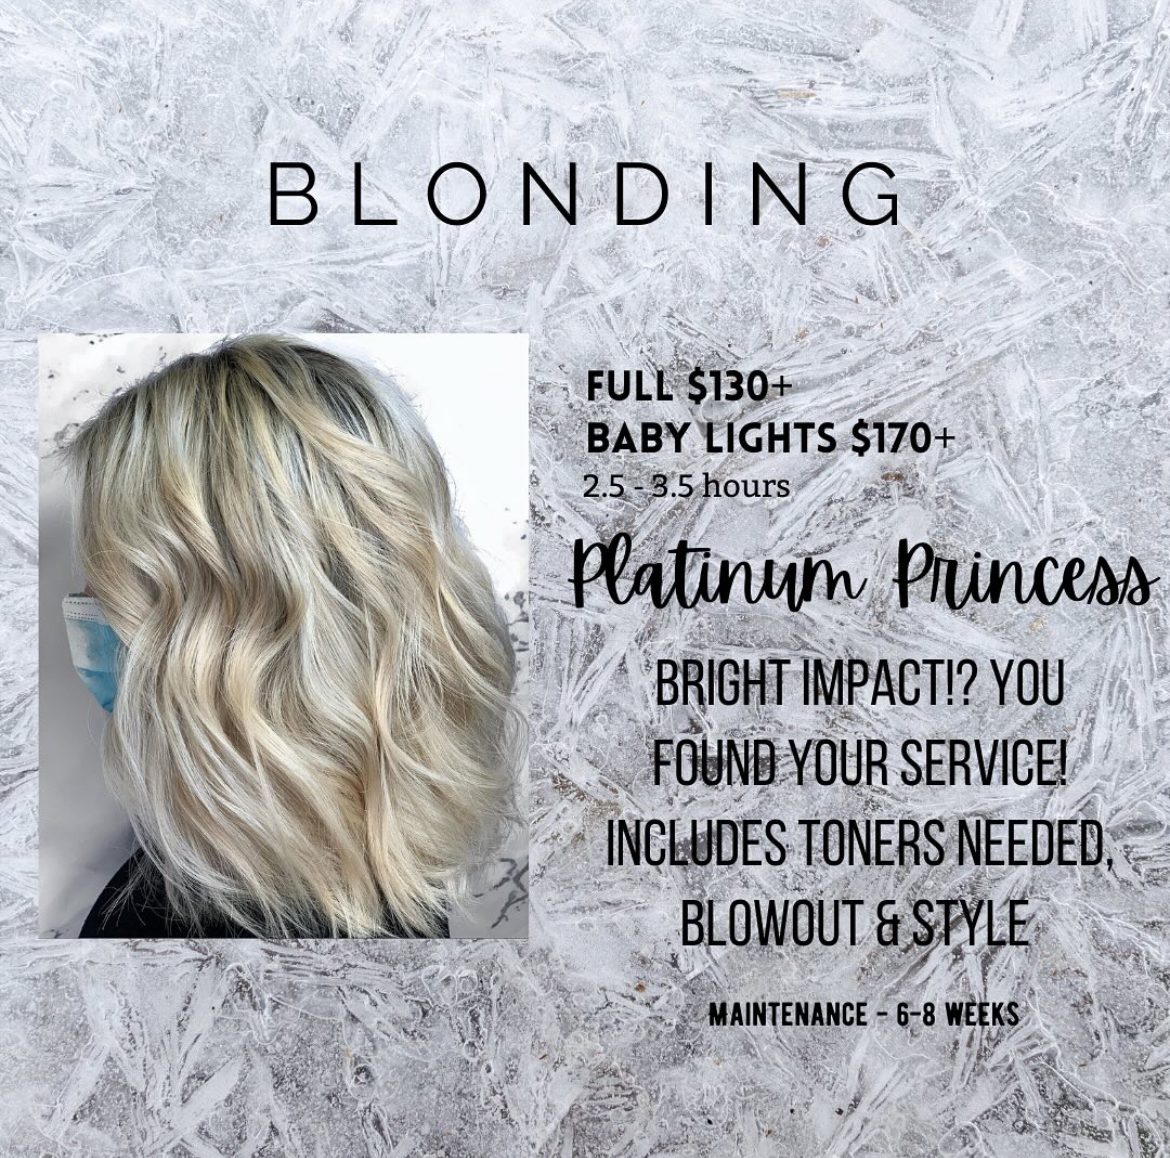 BLONDING
FULL $130+
BABY LIGHTS $170+
2.5 - 3.5 hours
Platinum Princess
BRIGHT IMPACT!? YOU
FOUND YOUR SERVICE!
INCLUDES TONERS NEEDED,
BLOWOUT & STYLE
MAINTENANCE - 6-8 WEEKS